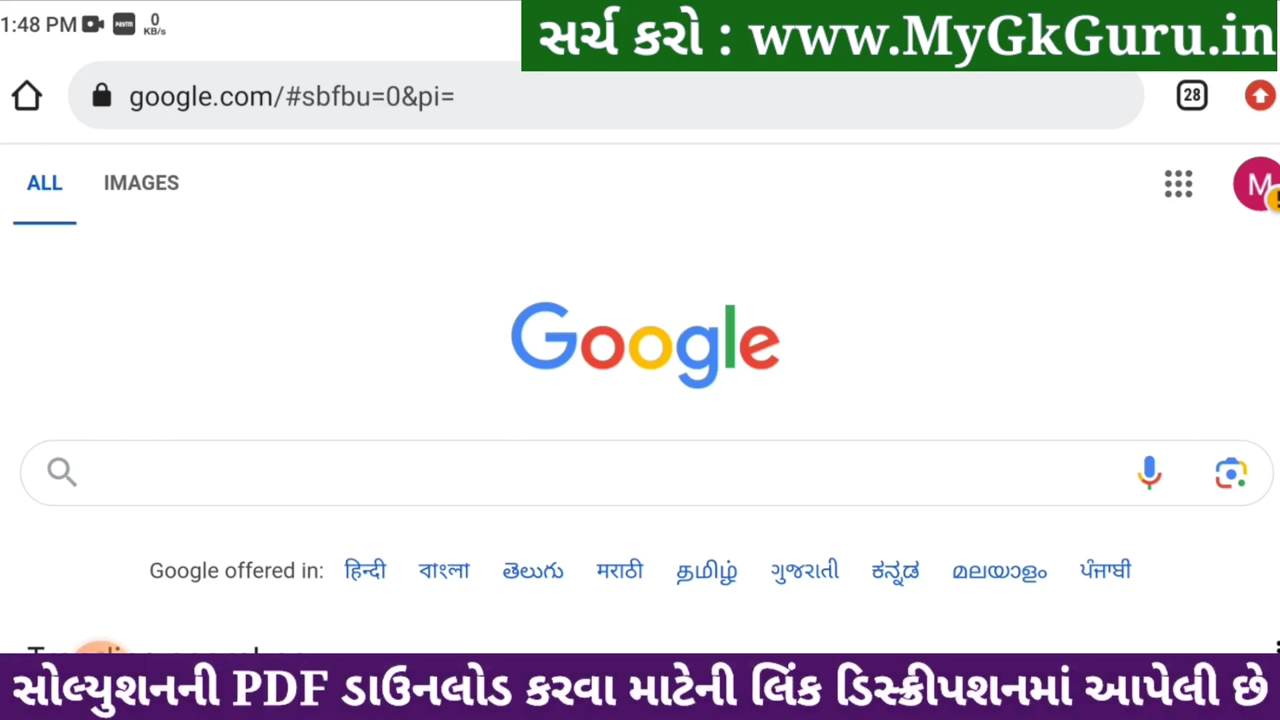 1:48 PM 0 KB/s
સર્ચ કરો : www.MyGkGuru.in
google.com/#sbfbu=0&pi=
28
ALL IMAGES
M
Google
Google offered in: हिन्दी বাংলা తెలుగు मराठी தமிழ் ગુજરાતી ಕನ್ನಡ മലയാളം ਪੰਜਾਬੀ
સોલ્યુશનની PDF ડાઉનલોડ કરવા માટેની લિંક ડિસ્ક્રીપશનમાં આપેલી છે